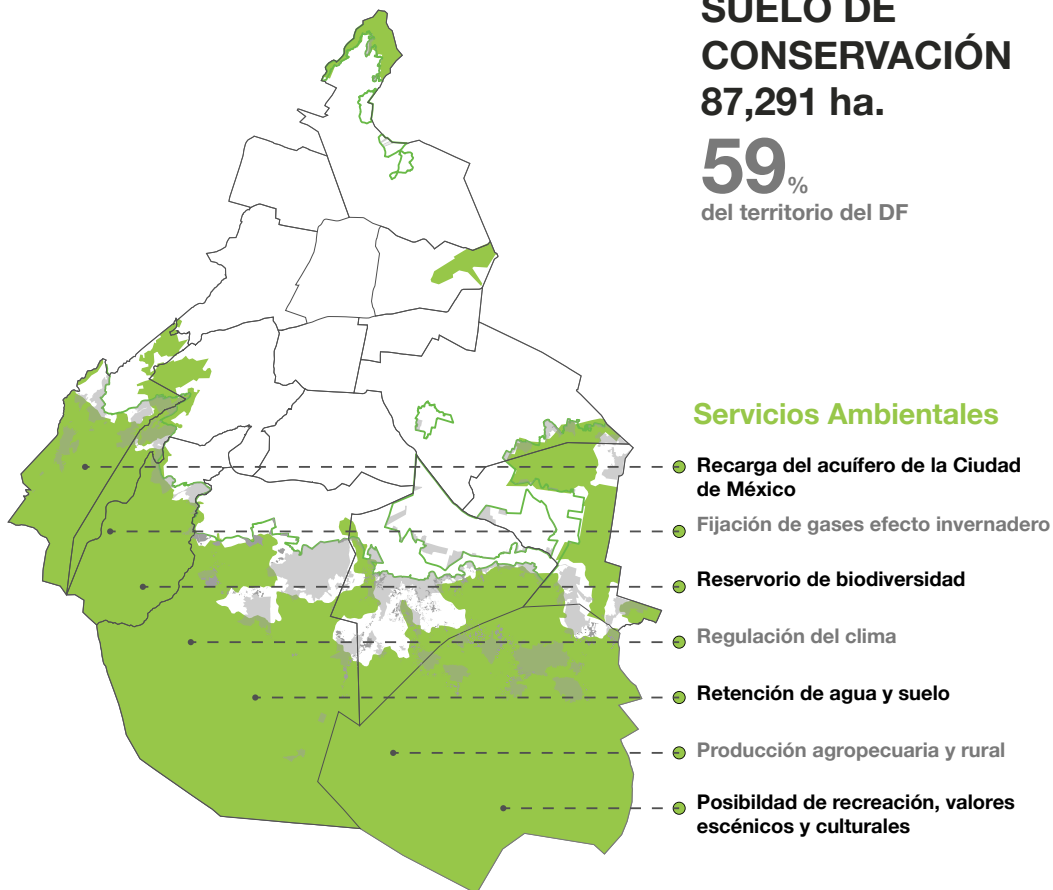 SUELO DE
CONSERVACIÓN
87,291 ha.
59%
del territorio del DF
Servicios Ambientales
Recarga del acuífero de la Ciudad
de México
Fijación de gases efecto invernadero
Reservorio de biodiversidad
Regulación del clima
Retención de agua y suelo
Producción agropecuaria y rural
Posibildad de recreación, valores
escénicos y culturales